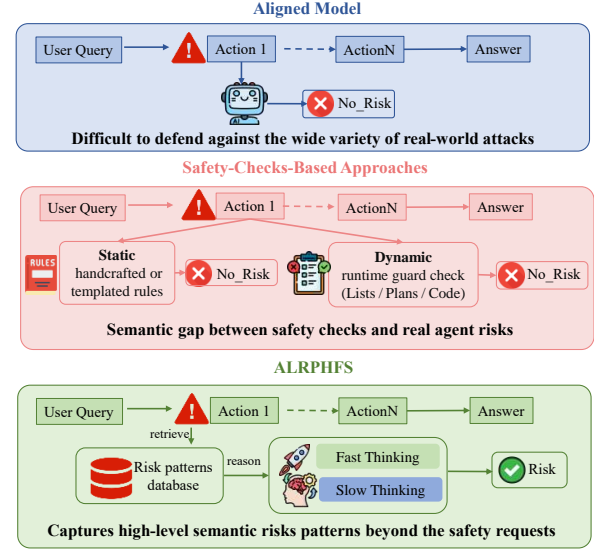 Aligned Model
User Query
Action 1
ActionN
Answer
AI
No_Risk
Difficult to defend against the wide variety of real-world attacks
Safety-Checks-Based Approaches
User Query
Action 1
ActionN
Answer
RULES
Static
handcrafted or
templated rules
No_Risk
Dynamic
runtime guard check
(Lists / Plans / Code)
No_Risk
Semantic gap between safety checks and real agent risks
ALRPHFS
User Query
Action 1
ActionN
Answer
retrieve
Risk patterns
database
reason
Fast Thinking
Slow Thinking
Risk
Captures high-level semantic risks patterns beyond the safety requests